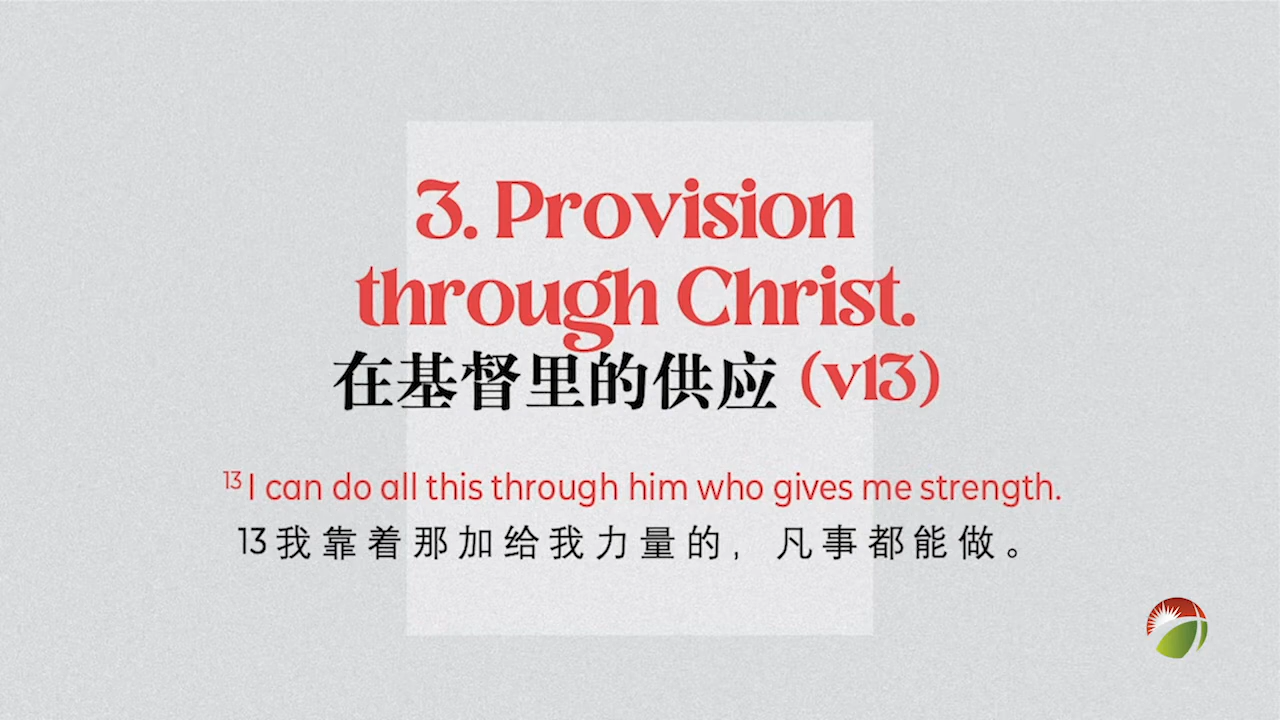 3. Provision
through Christ.
在基督里的供应 (v13)
13 I can do all this through him who gives me strength.
13我靠着那加给我力量的，凡事都能做。